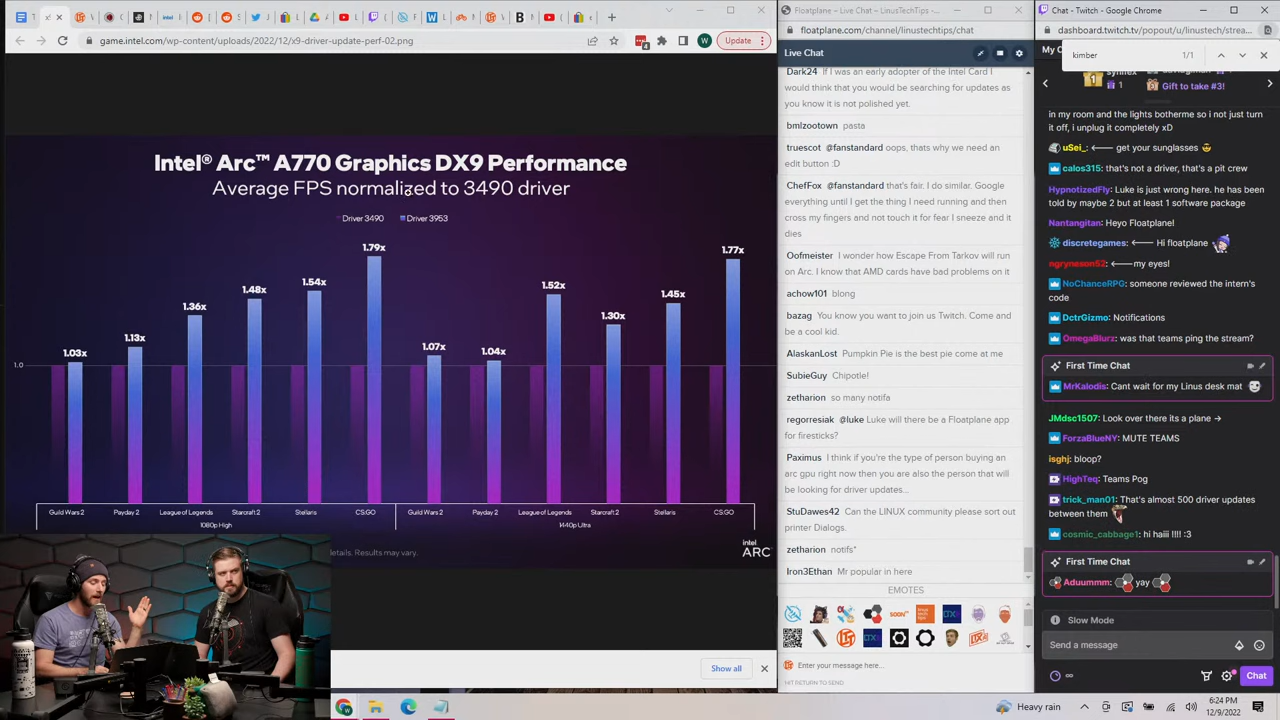 game.intel.com/wp-content/uploads/2022/12/x9-driver-update-perf-02.png
Update
Intel® Arc™ A770 Graphics DX9 Performance
Average FPS normalized to 3490 driver
Driver 3490
Driver 3953
1.03x
1.13x
1.36x
1.48x
1.54x
1.79x
1.07x
1.04x
1.52x
1.30x
1.45x
1.77x
1.0
Guild Wars 2
Payday 2
League of Legends
Starcraft 2
Stellaris
CS:GO
Guild Wars 2
Payday 2
League of Legends
Starcraft 2
Stellaris
CS:GO
1080p High
1440p Ultra
details. Results may vary.
intel
ARC
Show all
Floatplane – Live Chat – LinusTechTips
floatplane.com/channel/linustechtips/chat
Live Chat
Dark24 If I was an early adopter of the Intel Card I
would think that you would be searching for updates as
you know it is not polished yet.
bmlzootown pasta
truescot @fanstandard oops, thats why we need an
edit button :D
ChefFox @fanstandard that's fair. I do similar. Google
everything until I get the thing I need running and then
cross my fingers and not touch it for fear I sneeze and it
dies
Oofmeister I wonder how Escape From Tarkov will run
on Arc. I know that AMD cards have bad problems on it
achow101 blong
bazag You know you want to join us Twitch. Come and
be a cool kid.
AlaskanLost Pumpkin Pie is the best pie come at me
SubieGuy Chipotle!
zetharion so many notifa
regorresiak @luke Luke will there be a Floatplane app
for firesticks?
Paximus I think if you're the type of person buying an
arc gpu right now then you are also the person that will
be looking for driver updates...
StuDawes42 Can the LINUX community please sort out
printer Dialogs.
zetharion notifs*
Iron3Ethan Mr popular in here
EMOTES
Enter your message here...
HIT RETURN TO SEND
Chat - Twitch - Google Chrome
dashboard.twitch.tv/popout/u/linustech/strea...
kimber
1/1
My C
1
synnex
1
Gift to take #3!
in my room and the lights botherme so i not just turn
it off, i unplug it completely xD
uSei_: <--- get your sunglasses
calos315: that's not a driver, that's a pit crew
HypnotizedFly: Luke is just wrong here. he has been
told by maybe 2 but at least 1 software package
Nantangitan: Heyo Floatplane!
discretegames: <--- Hi floatplane
ngryneson52: <---my eyes!
NoChanceRPG: someone reviewed the intern's
code
DctrGizmo: Notifications
OmegaBlurz: was that teams ping the stream?
First Time Chat
MrKalodis: Cant wait for my Linus desk mat
JMdsc1507: Look over there its a plane →
ForzaBlueNY: MUTE TEAMS
isghj: bloop?
HighTeq: Teams Pog
trick_man01: That's almost 500 driver updates
between them
cosmic_cabbage1: hi haiii !!!! :3
First Time Chat
Aduummm: yay
Slow Mode
Send a message
Chat
Heavy rain
6:24 PM
12/9/2022